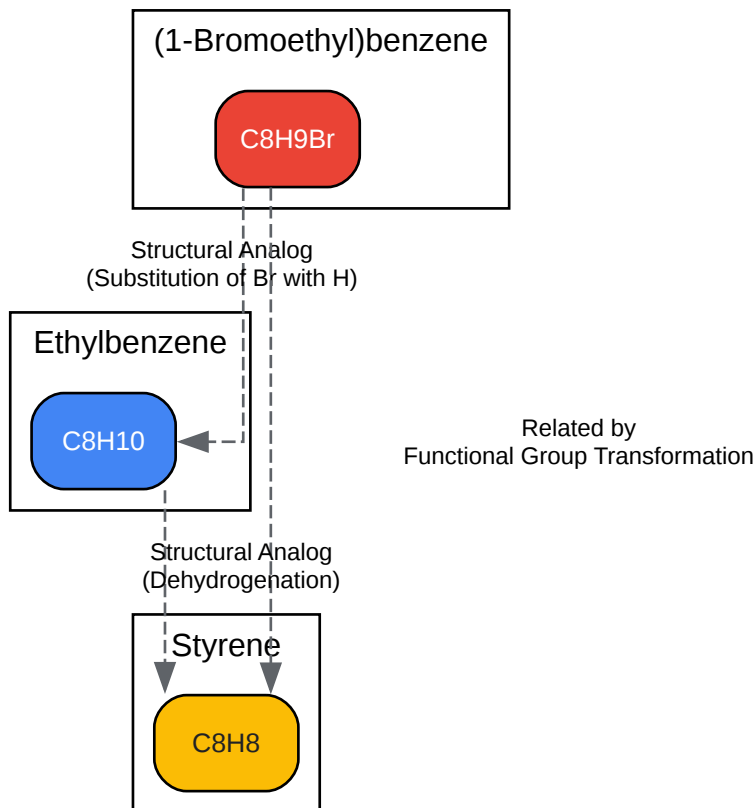 (1-Bromoethyl)benzene
C8H9Br
Structural Analog
(Substitution of Br with H)
Ethylbenzene
C8H10
Related by
Functional Group Transformation
Structural Analog
(Dehydrogenation)
Styrene
C8H8